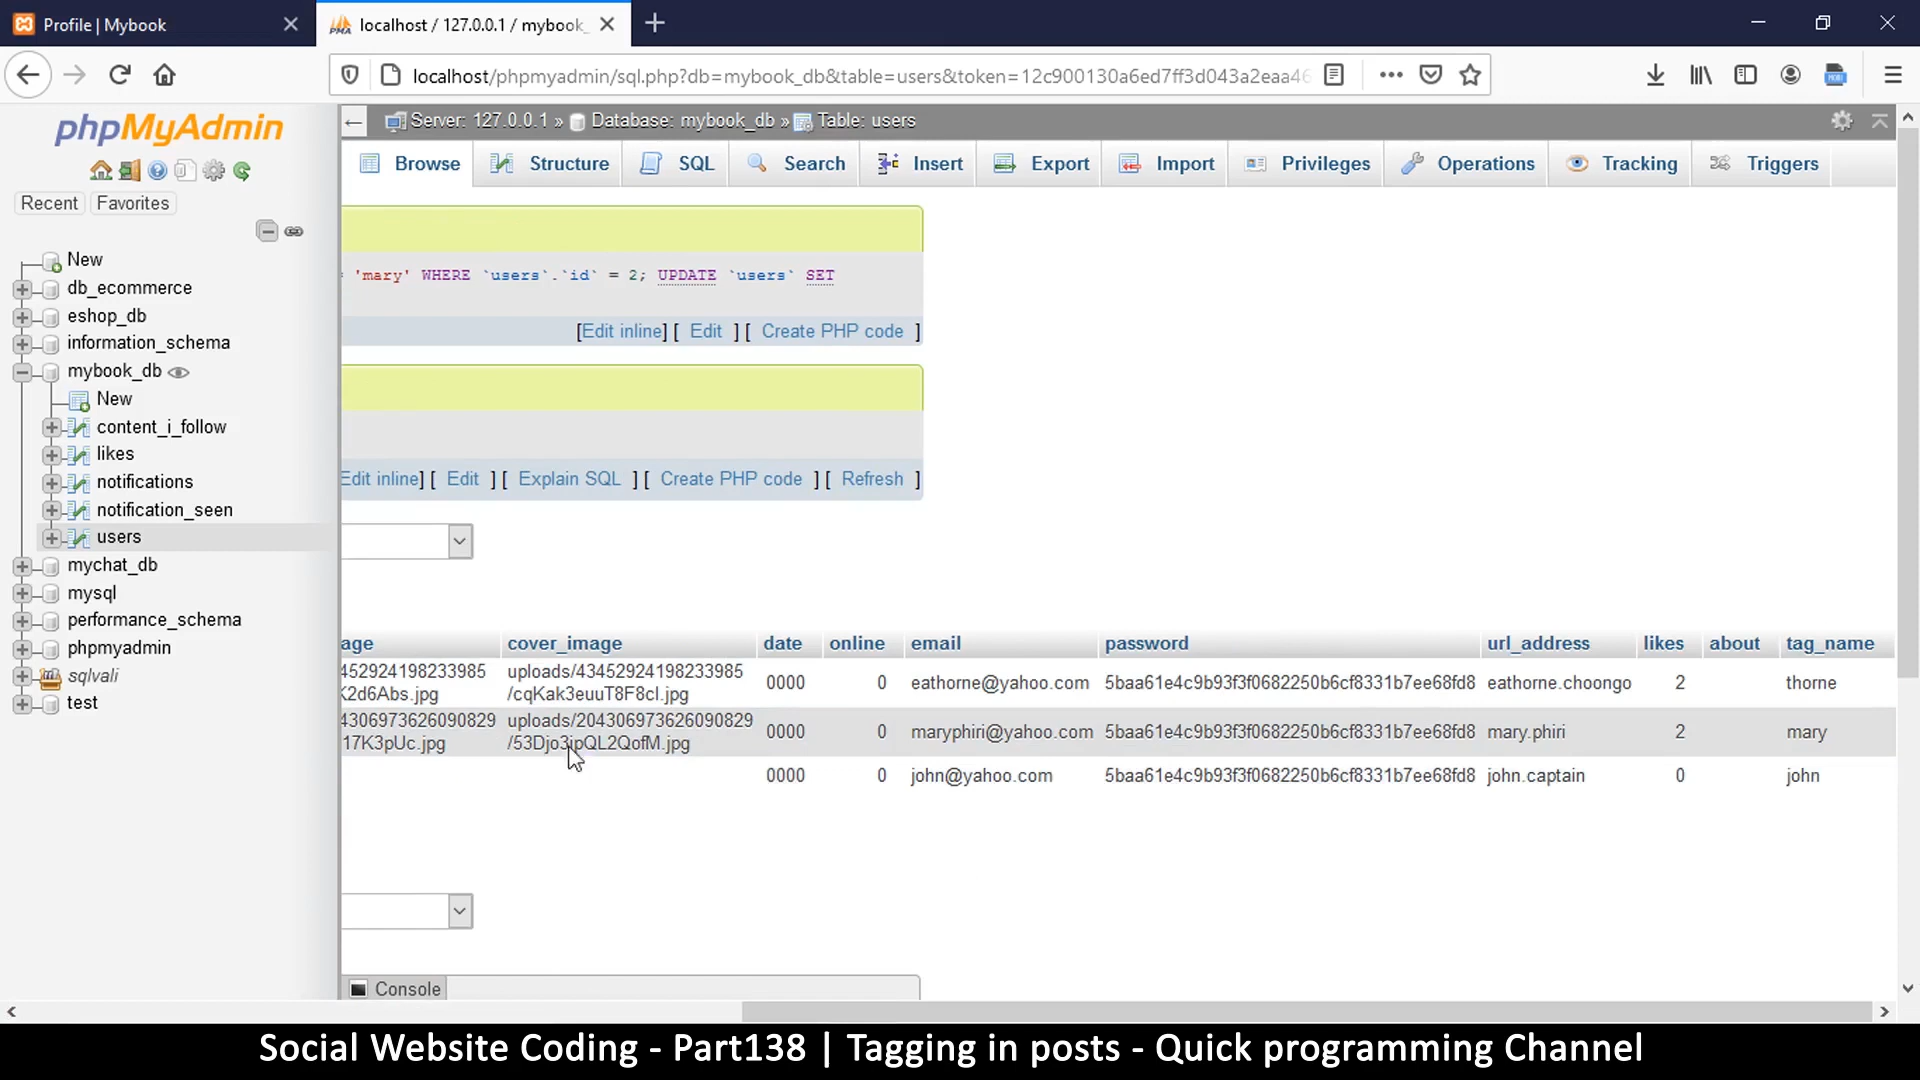 Profile | Mybook
localhost / 127.0.0.1 / mybook_
localhost/phpmyadmin/sql.php?db=mybook_db&table=users&token=12c900130a6ed7ff3d043a2eaa46
phpMyAdmin
Recent Favorites
New
db_ecommerce
eshop_db
information_schema
mybook_db
New
content_i_follow
likes
notifications
notification_seen
users
mychat_db
mysql
performance_schema
phpmyadmin
sqlvali
test
Server: 127.0.0.1 » Database: mybook_db » Table: users
Browse Structure SQL Search Insert Export Import Privileges Operations Tracking Triggers
= 'mary' WHERE `users`.`id` = 2; UPDATE `users` SET
[Edit inline] [ Edit ] [ Create PHP code ]
Edit inline] [ Edit ] [ Explain SQL ] [ Create PHP code ] [ Refresh ]
age cover_image date online email password url_address likes about tag_name
452924198233985 uploads/43452924198233985
K2d6Abs.jpg /cqKak3euuT8F8cI.jpg 0000 0 eathorne@yahoo.com 5baa61e4c9b93f3f0682250b6cf8331b7ee68fd8 eathorne.choongo 2 thorne
4306973626090829 uploads/204306973626090829
17K3pUc.jpg /53Djo3ipQL2QofM.jpg 0000 0 maryphiri@yahoo.com 5baa61e4c9b93f3f0682250b6cf8331b7ee68fd8 mary.phiri 2 mary
0000 0 john@yahoo.com 5baa61e4c9b93f3f0682250b6cf8331b7ee68fd8 john.captain 0 john
Console
Social Website Coding - Part138 | Tagging in posts - Quick programming Channel